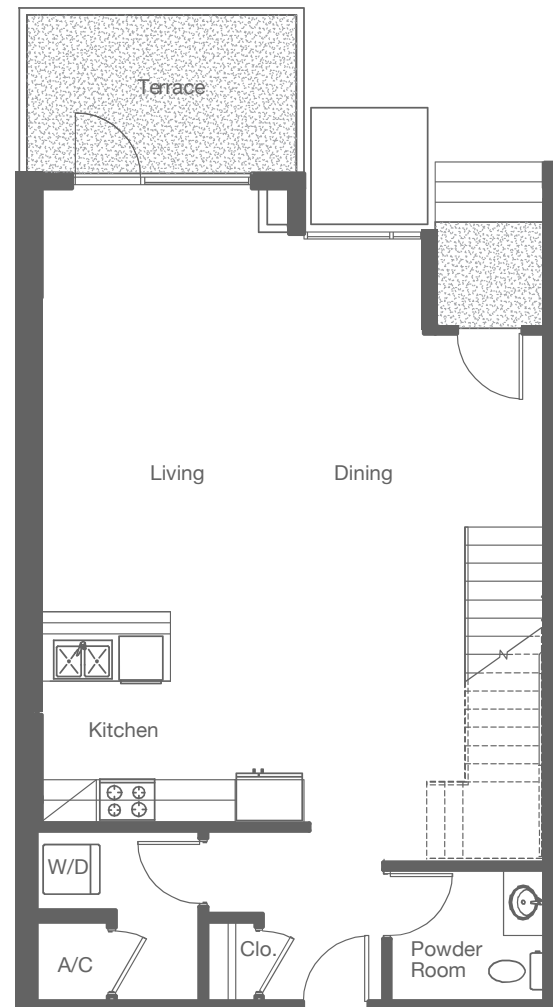 Terrace
Living
Dining
Kitchen
W/D
A/C
Clo.
Powder
Room